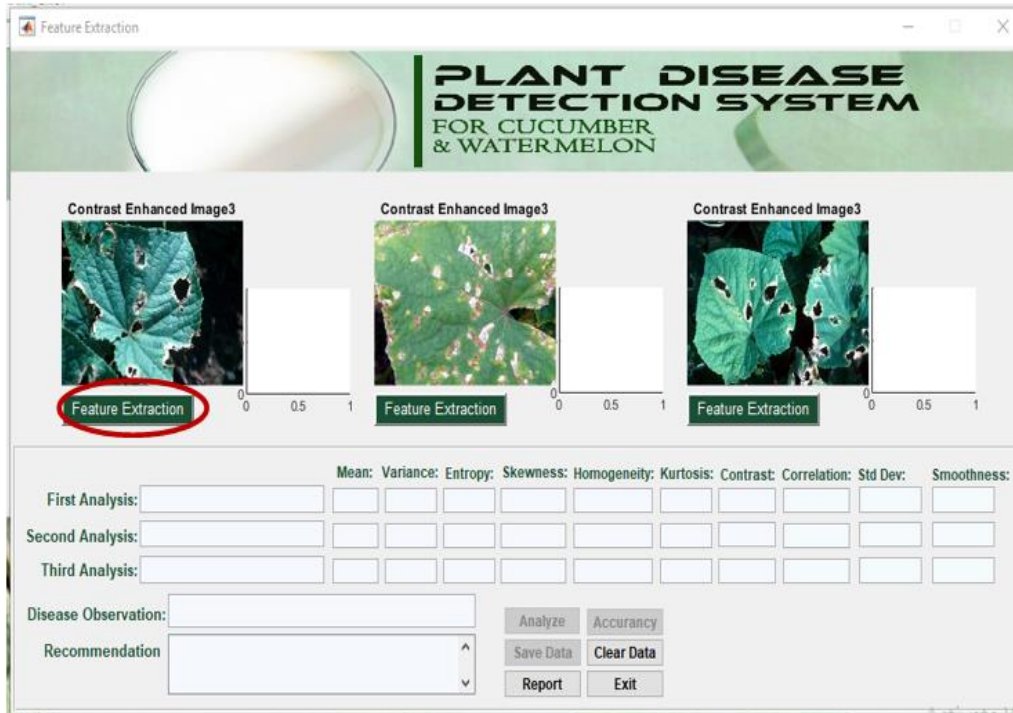 Feature Extraction
PLANT DISEASE
DETECTION SYSTEM
FOR CUCUMBER
& WATERMELON
Contrast Enhanced Image3 Contrast Enhanced Image3 Contrast Enhanced Image3
0 0 0
0 0.5 1 0 0.5 1 0 0.5 1
Feature Extraction Feature Extraction Feature Extraction
Mean: Variance: Entropy: Skewness: Homogeneity: Kurtosis: Contrast: Correlation: Std Dev: Smoothness:
First Analysis:
Second Analysis:
Third Analysis:
Disease Observation:
Analyze Accurancy
Recommendation
Save Data Clear Data
Report Exit